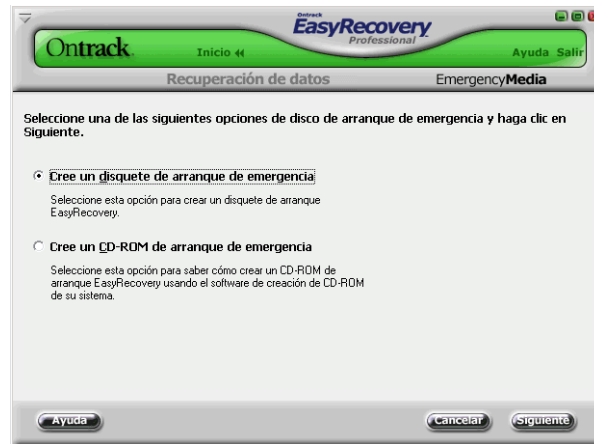 Ontrack
EasyRecovery
Professional
Ontrack
Inicio
Ayuda Salir
Recuperación de datos
EmergencyMedia
Seleccione una de las siguientes opciones de disco de arranque de emergencia y haga clic en
Siguiente.
Cree un disquete de arranque de emergencia
Seleccione esta opción para crear un disquete de arranque
EasyRecovery.
Cree un CD-ROM de arranque de emergencia
Seleccione esta opción para saber cómo crear un CD-ROM de
arranque EasyRecovery usando el software de creación de CD-ROM
de su sistema.
Ayuda
Cancelar
Siguiente